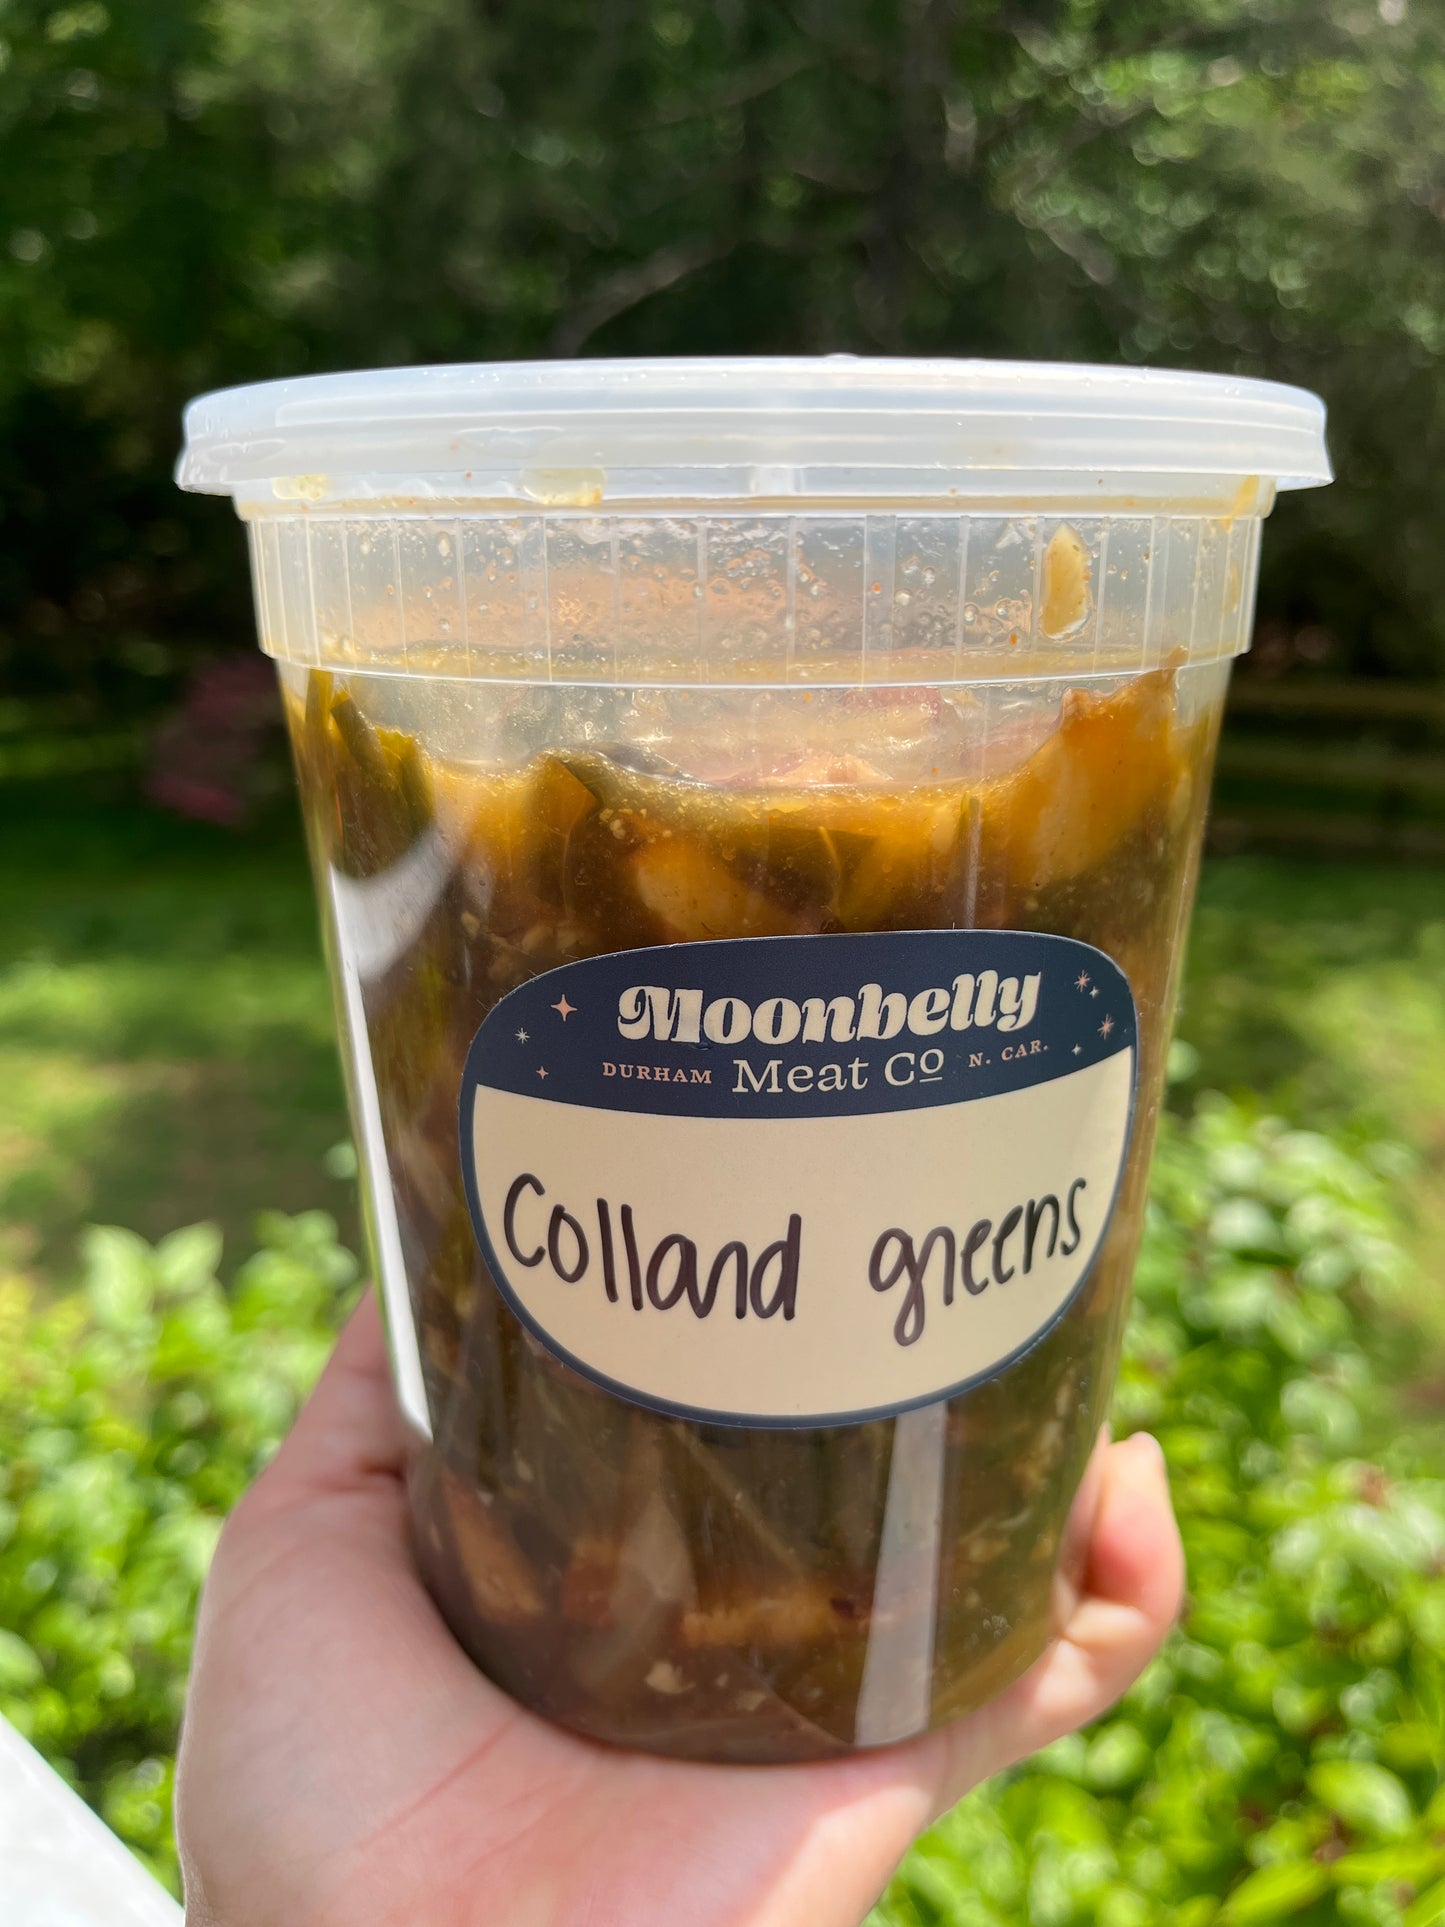 Moonbelly
DURHAM Meat Co N. CAR.
Colland greens